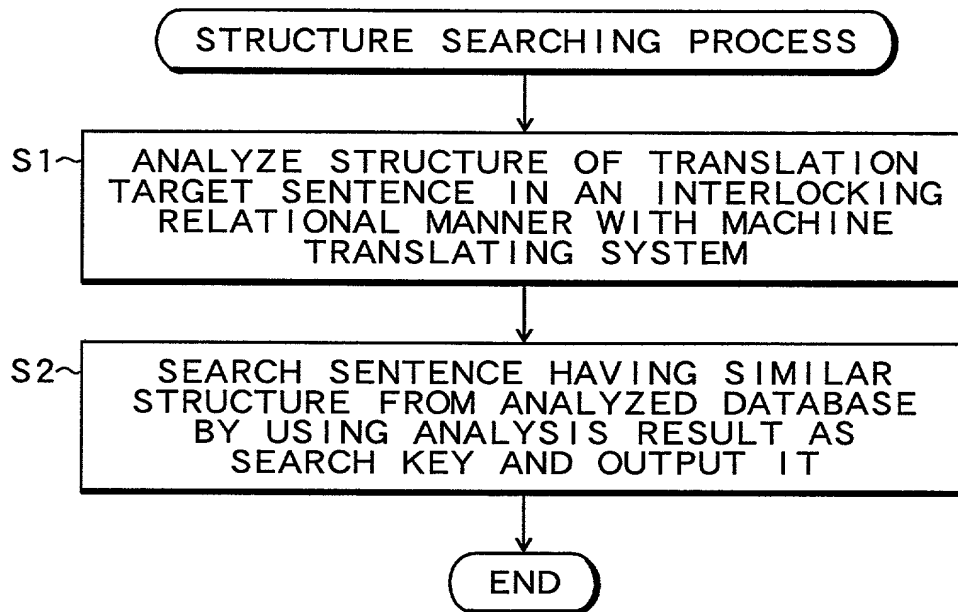 STRUCTURE SEARCHING PROCESS
S1~ ANALYZE STRUCTURE OF TRANSLATION
TARGET SENTENCE IN AN INTERLOCKING
RELATIONAL MANNER WITH MACHINE
TRANSLATING SYSTEM
S2~ SEARCH SENTENCE HAVING SIMILAR
STRUCTURE FROM ANALYZED DATABASE
BY USING ANALYSIS RESULT AS
SEARCH KEY AND OUTPUT IT
END